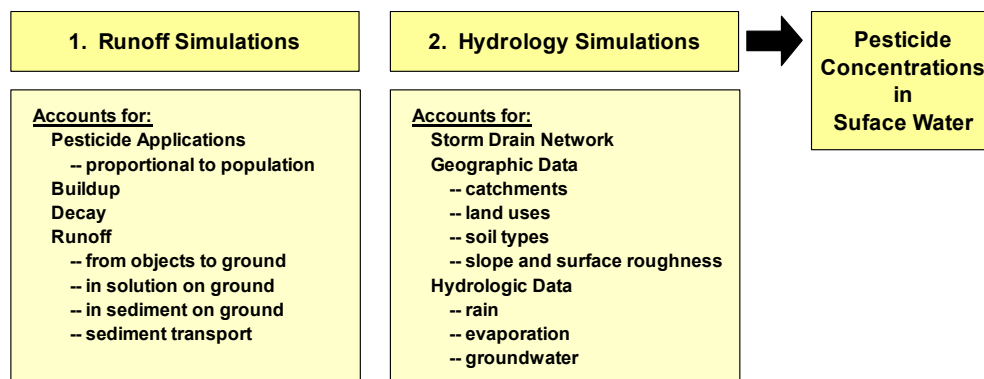 1. Runoff Simulations
Accounts for:
Pesticide Applications
-- proportional to population
Buildup
Decay
Runoff
-- from objects to ground
-- in solution on ground
-- in sediment on ground
-- sediment transport
2. Hydrology Simulations
Accounts for:
Storm Drain Network
Geographic Data
-- catchments
-- land uses
-- soil types
-- slope and surface roughness
Hydrologic Data
-- rain
-- evaporation
-- groundwater
Pesticide
Concentrations
in
Suface Water